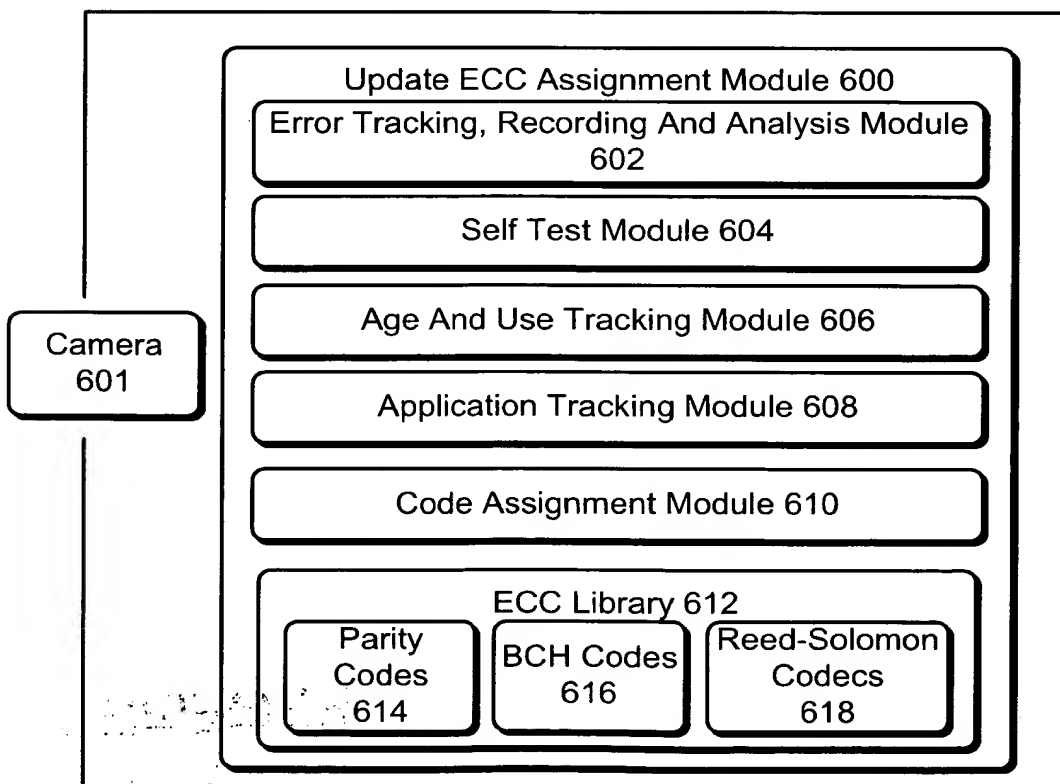 Update ECC Assignment Module 600
Error Tracking, Recording And Analysis Module
602
Self Test Module 604
Age And Use Tracking Module 606
Camera
601
Application Tracking Module 608
Code Assignment Module 610
ECC Library 612
Parity
Codes
614
BCH Codes
616
Reed-Solomon
Codecs
618